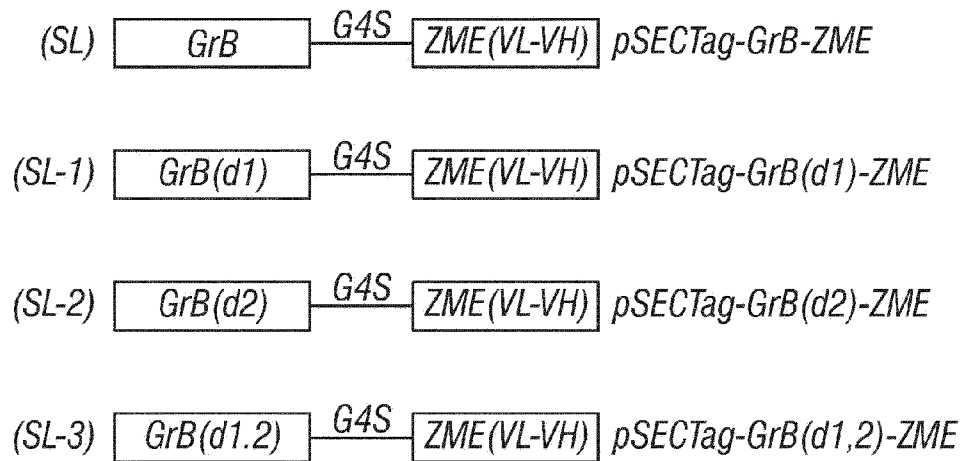 (SL) GrB G4S ZME(VL-VH) pSECTag-GrB-ZME
(SL-1) GrB(d1) G4S ZME(VL-VH) pSECTag-GrB(d1)-ZME
(SL-2) GrB(d2) G4S ZME(VL-VH) pSECTag-GrB(d2)-ZME
(SL-3) GrB(d1.2) G4S ZME(VL-VH) pSECTag-GrB(d1,2)-ZME